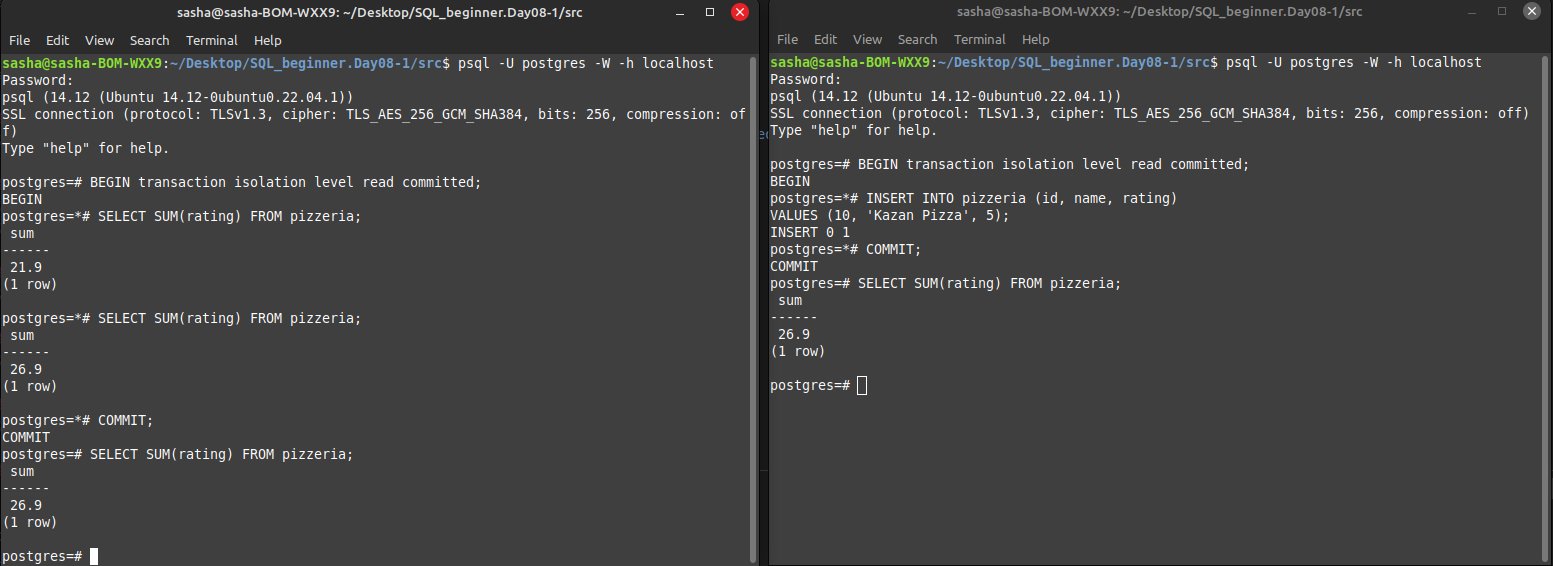 sasha@sasha-BOM-WXX9: ~/Desktop/SQL_beginner.Day08-1/src
File Edit View Search Terminal Help
sasha@sasha-BOM-WXX9:~/Desktop/SQL_beginner.Day08-1/src$ psql -U postgres -W -h localhost
Password:
psql (14.12 (Ubuntu 14.12-0ubuntu0.22.04.1))
SSL connection (protocol: TLSv1.3, cipher: TLS_AES_256_GCM_SHA384, bits: 256, compression: of
f)
Type "help" for help.
postgres=# BEGIN transaction isolation level read committed;
BEGIN
postgres=*# SELECT SUM(rating) FROM pizzeria;
sum
------
21.9
(1 row)
postgres=*# SELECT SUM(rating) FROM pizzeria;
sum
------
26.9
(1 row)
postgres=*# COMMIT;
COMMIT
postgres=# SELECT SUM(rating) FROM pizzeria;
sum
------
26.9
(1 row)
postgres=#
sasha@sasha-BOM-WXX9: ~/Desktop/SQL_beginner.Day08-1/src
File Edit View Search Terminal Help
sasha@sasha-BOM-WXX9:~/Desktop/SQL_beginner.Day08-1/src$ psql -U postgres -W -h localhost
Password:
psql (14.12 (Ubuntu 14.12-0ubuntu0.22.04.1))
SSL connection (protocol: TLSv1.3, cipher: TLS_AES_256_GCM_SHA384, bits: 256, compression: off)
Type "help" for help.
postgres=# BEGIN transaction isolation level read committed;
BEGIN
postgres=*# INSERT INTO pizzeria (id, name, rating)
VALUES (10, 'Kazan Pizza', 5);
INSERT 0 1
postgres=*# COMMIT;
COMMIT
postgres=# SELECT SUM(rating) FROM pizzeria;
sum
------
26.9
(1 row)
postgres=#